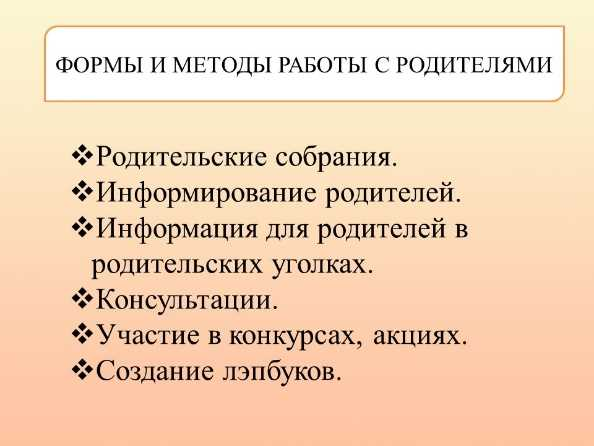 ФОРМЫ И МЕТОДЫ РАБОТЫ С РОДИТЕЛЯМИ
❖Родительские собрания.
❖Информирование родителей.
❖Информация для родителей в
родительских уголках.
❖Консультации.
❖Участие в конкурсах, акциях.
❖Создание лэпбуков.